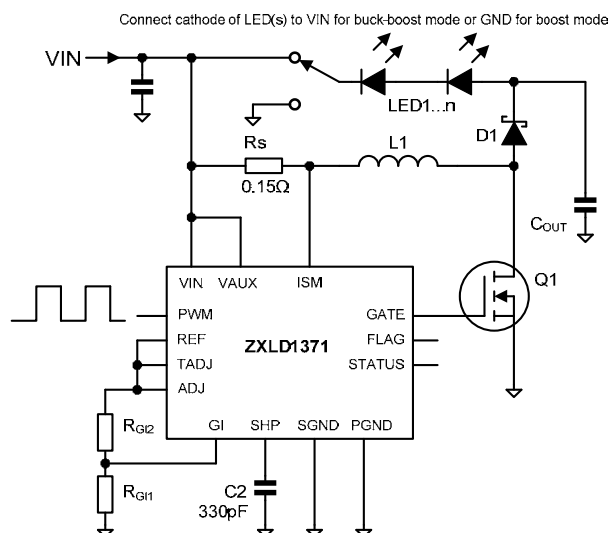 Connect cathode of LED(s) to VIN for buck-boost mode or GND for boost mode
VIN
LED1...n
D1
Rs
0.15Ω
L1
COUT
VIN
VAUX
ISM
Q1
PWM
GATE
REF
FLAG
ZXLD1371
TADJ
STATUS
ADJ
GI
SHP
SGND
PGND
RGI2
C2
330pF
RGI1